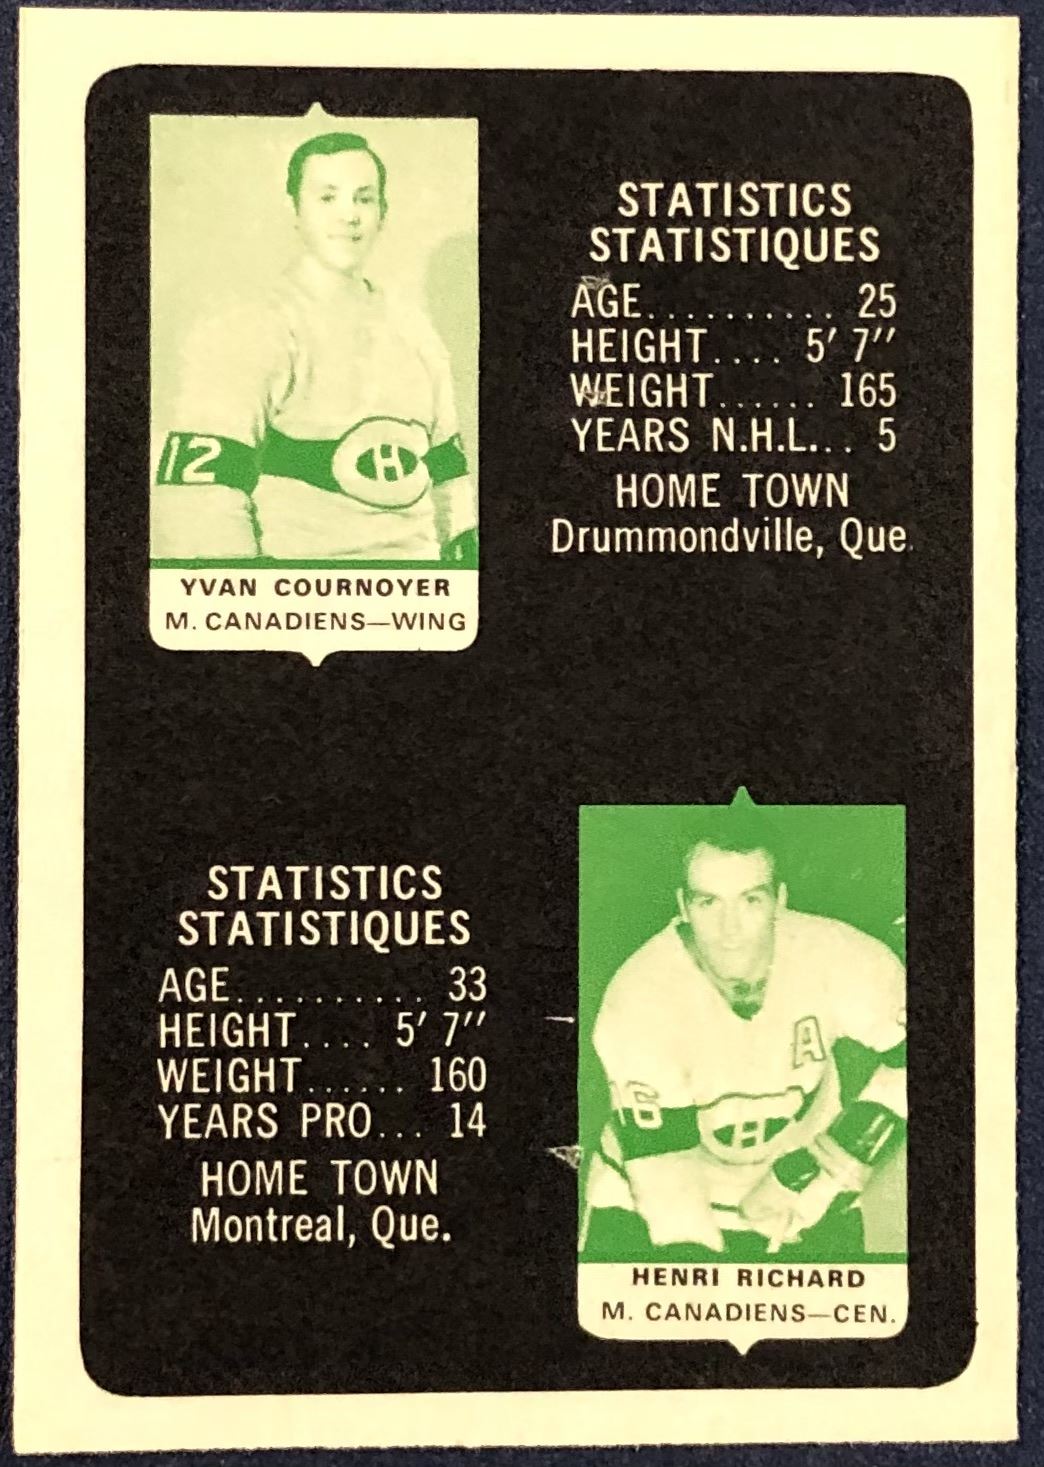 STATISTICS
STATISTIQUES
AGE.......... 25
HEIGHT.... 5' 7"
WEIGHT...... 165
YEARS N.H.L... 5
HOME TOWN
Drummondville, Que.
12
H
YVAN COURNOYER
M. CANADIENS—WING
STATISTICS
STATISTIQUES
AGE.......... 33
HEIGHT.... 5' 7"
WEIGHT...... 160
YEARS PRO... 14
HOME TOWN
Montreal, Que.
A
16
H
HENRI RICHARD
M. CANADIENS—CEN.